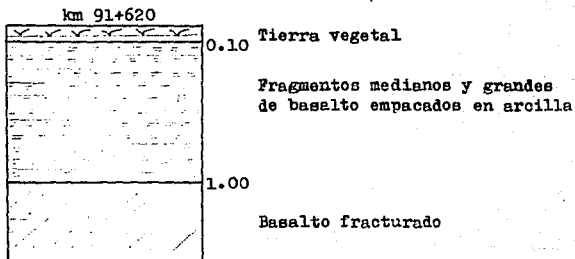 km 91+620
Tierra vegetal
0.10
Fragmentos medianos y grandes
de basalto empacados en arcilla
1.00
Basalto fracturado